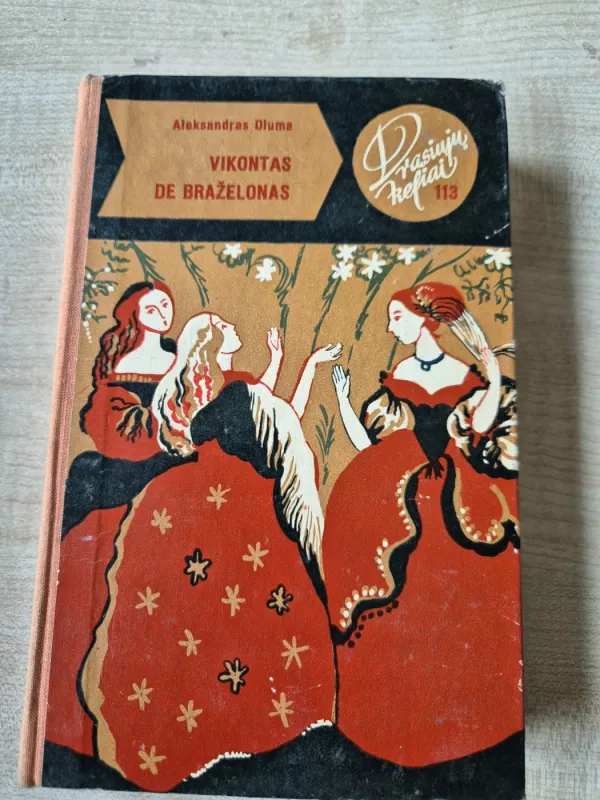 Aleksandras Diuma
VIKONTAS
DE BRAŽELONAS
Drąsiųjų
keliai
113